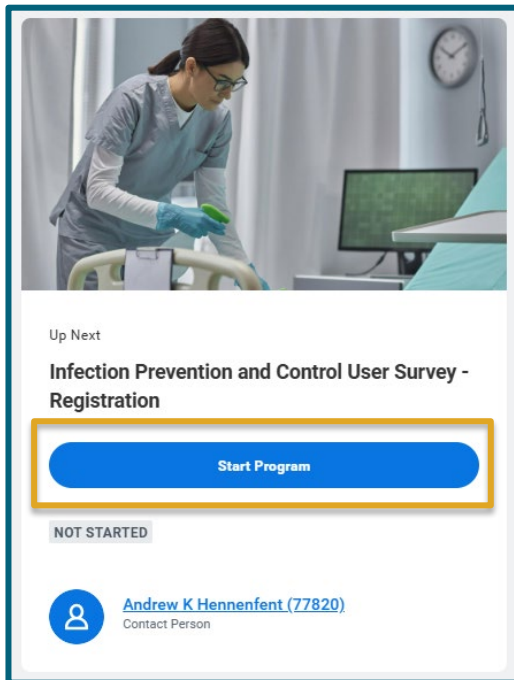 Up Next
Infection Prevention and Control User Survey -
Registration
Start Program
NOT STARTED
Andrew K Hennenfent (77820)
Contact Person